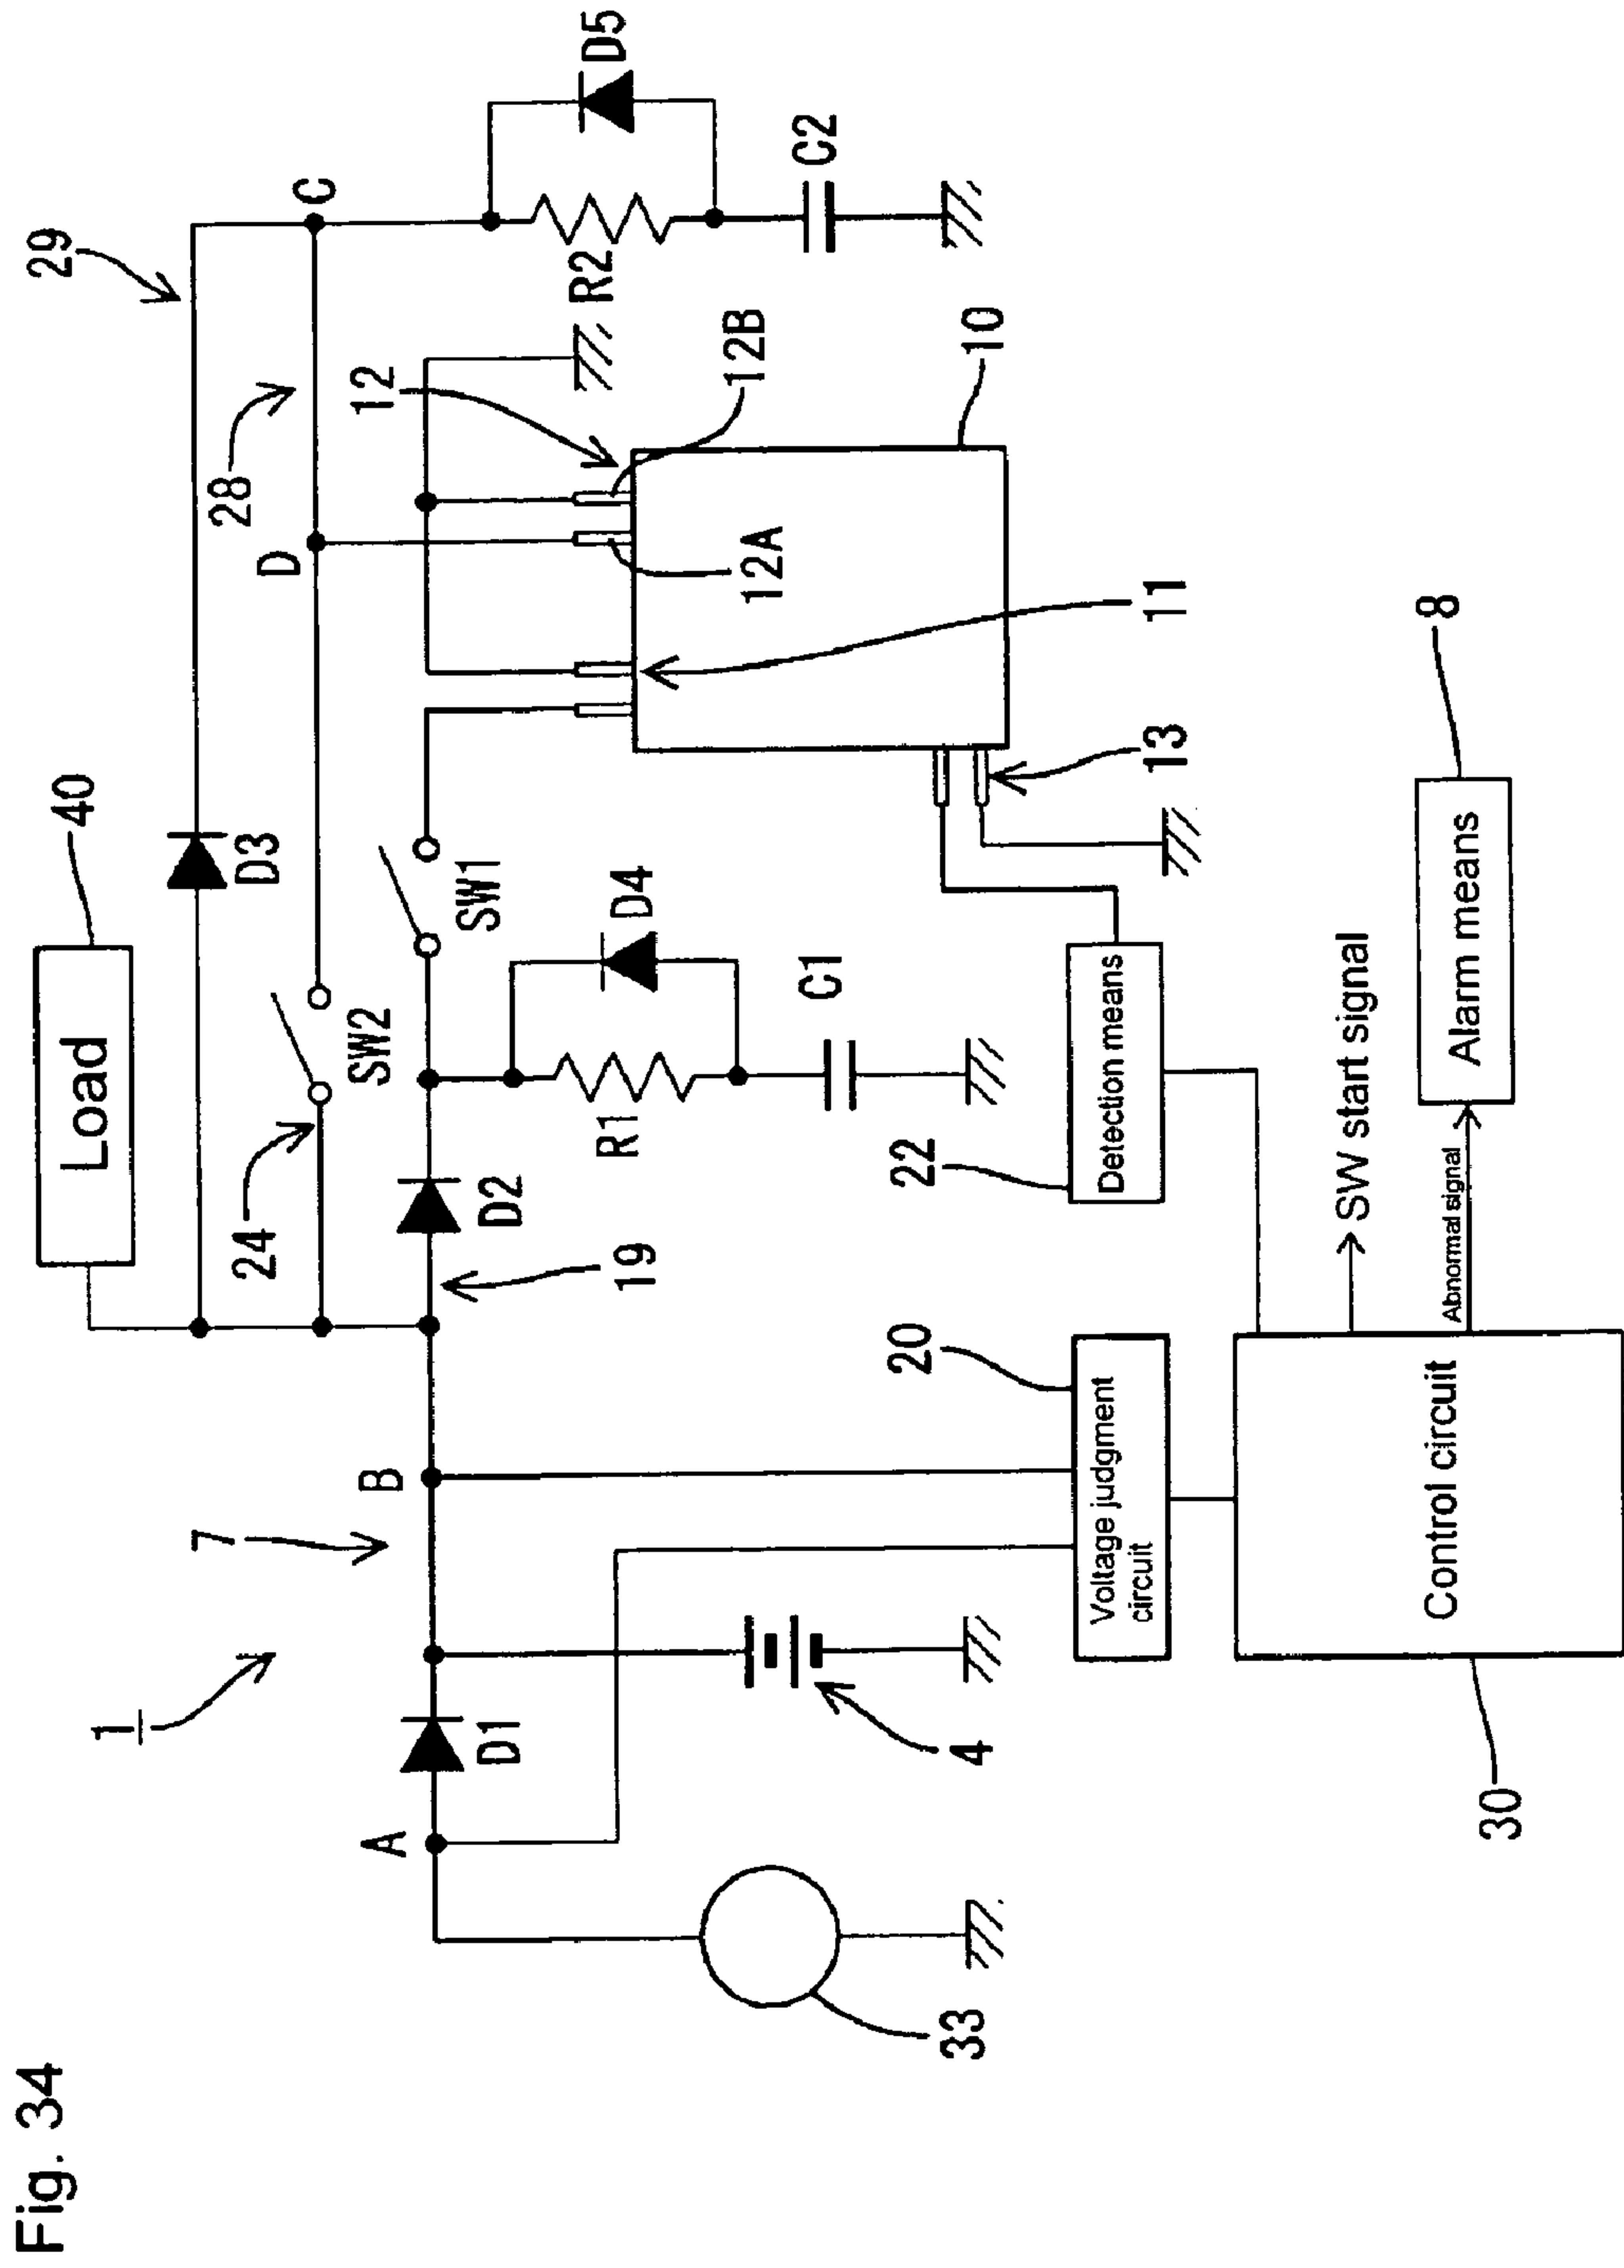 Fig. 34
1
7
A
B
D1
4
33
20
Voltage judgment
circuit
30
Control circuit
Load
40
24
SW2
D3
29
28
D
C
19
D2
R1
D4
C1
SW1
12
12A
12B
10
11
13
R2
D5
C2
22
Detection means
SW start signal
Abnormal signal
Alarm means
8